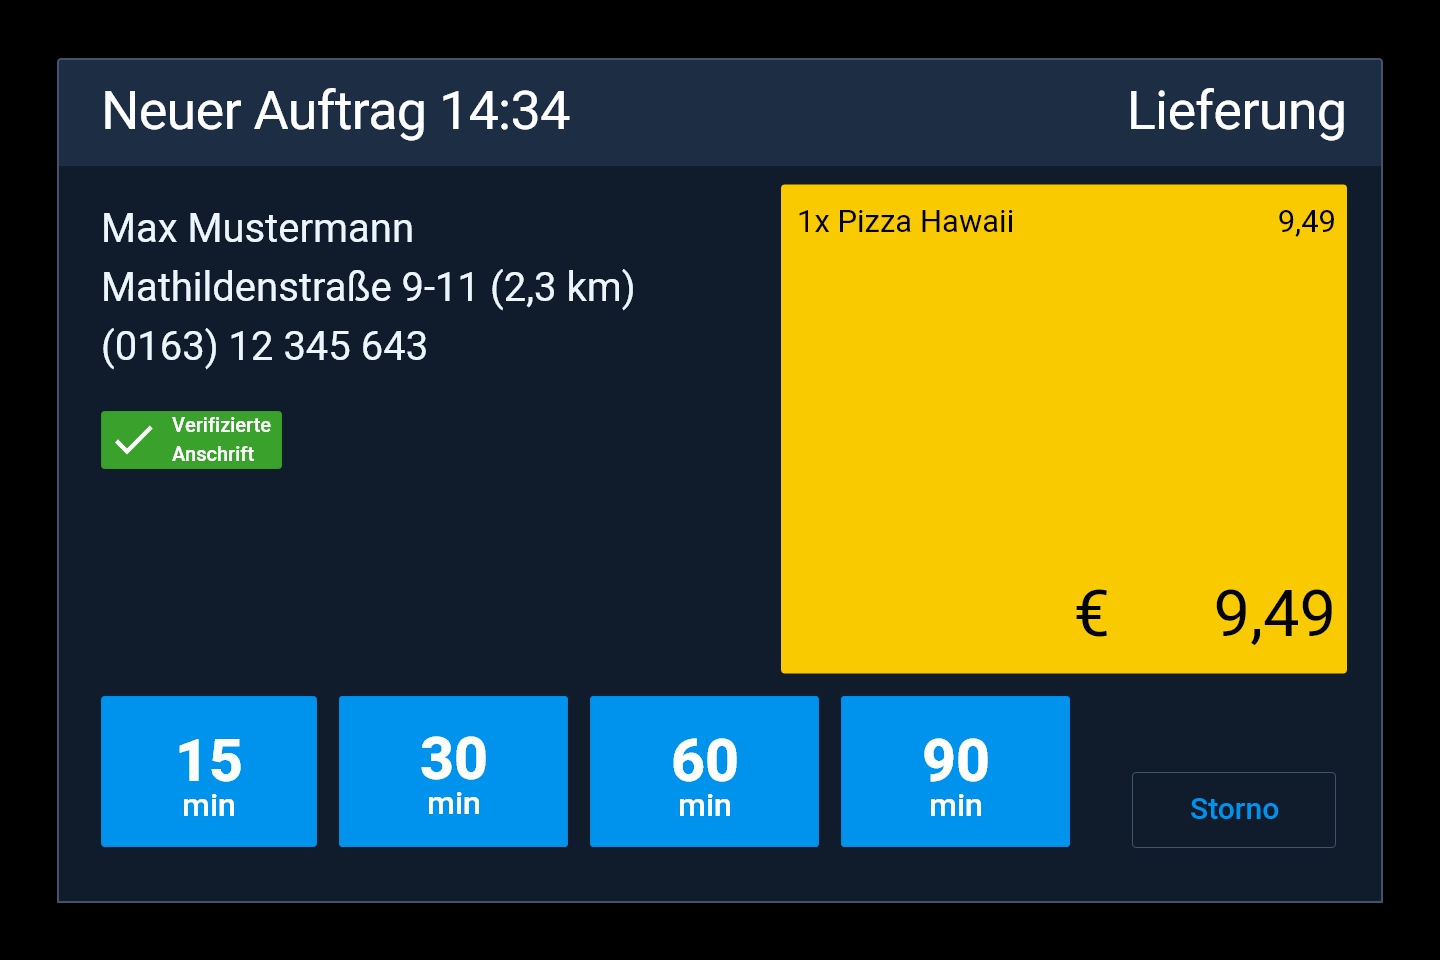 Neuer Auftrag 14:34
Lieferung
Max Mustermann
Mathildenstraße 9-11 (2,3 km)
(0163) 12 345 643
Verifizierte
Anschrift
1x Pizza Hawaii 9,49
€ 9,49
15
min
30
min
60
min
90
min
Storno